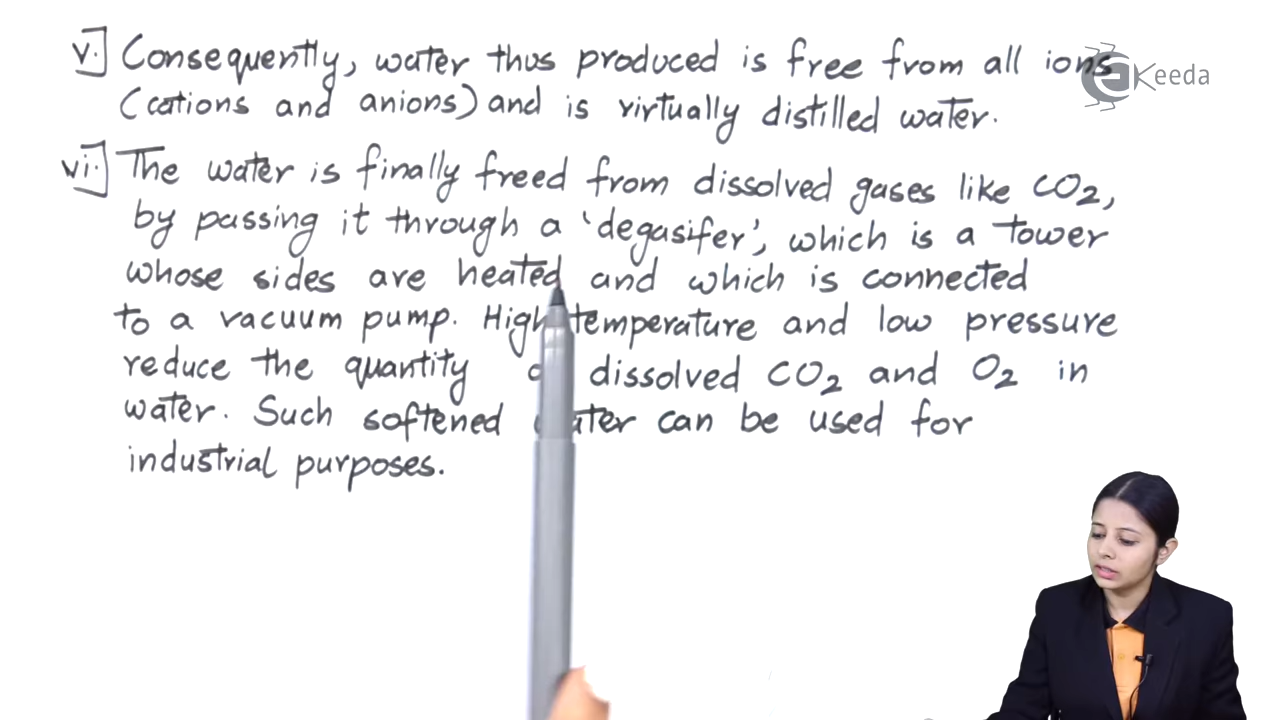 v.] Consequently, water thus produced is free from all ions
(cations and anions) and is virtually distilled water.
vi.] The water is finally freed from dissolved gases like CO₂,
by passing it through a 'degasifer', which is a tower
whose sides are heated and which is connected
to a vacuum pump. High temperature and low pressure
reduce the quantity dissolved CO₂ and O₂ in
water. Such softened water can be used for
industrial purposes.
Keeda